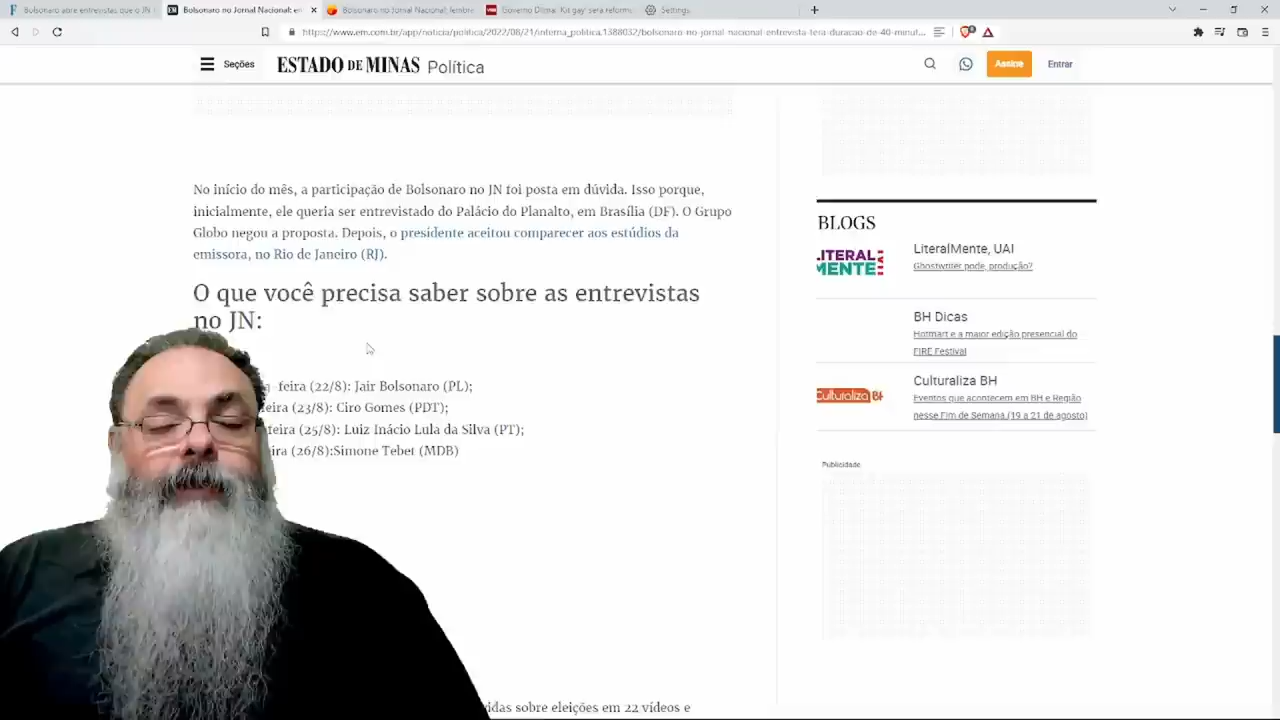 Bolsonaro abre entrevistas que o JN
Bolsonaro no Jornal Nacional: en
Bolsonaro no Jornal Nacional; lembre
Governo Dilma: 'Kit gay' será reform
Settings
https://www.em.com.br/app/noticia/politica/2022/08/21/interna_politica,1388032/bolsonaro-no-jornal-nacional-entrevista-tera-duracao-de-40-minut...
Seções
ESTADO DE MINAS Política
Assine
Entrar
No início do mês, a participação de Bolsonaro no JN foi posta em dúvida. Isso porque,
inicialmente, ele queria ser entrevistado do Palácio do Planalto, em Brasília (DF). O Grupo
Globo negou a proposta. Depois, o presidente aceitou comparecer aos estúdios da
emissora, no Rio de Janeiro (RJ).
O que você precisa saber sobre as entrevistas
no JN:
-feira (22/8): Jair Bolsonaro (PL);
feira (23/8): Ciro Gomes (PDT);
feira (25/8): Luiz Inácio Lula da Silva (PT);
ira (26/8):Simone Tebet (MDB)
vidas sobre eleições em 22 vídeos e
BLOGS
LITERAL
MENTE
LiteralMente, UAI
Ghostwriter pode, produção?
BH Dicas
Hotmart e a maior edição presencial do
FIRE Festival
Culturaliza BH
Culturaliza BH
Eventos que acontecem em BH e Região
nesse Fim de Semana (19 a 21 de agosto)
Publicidade